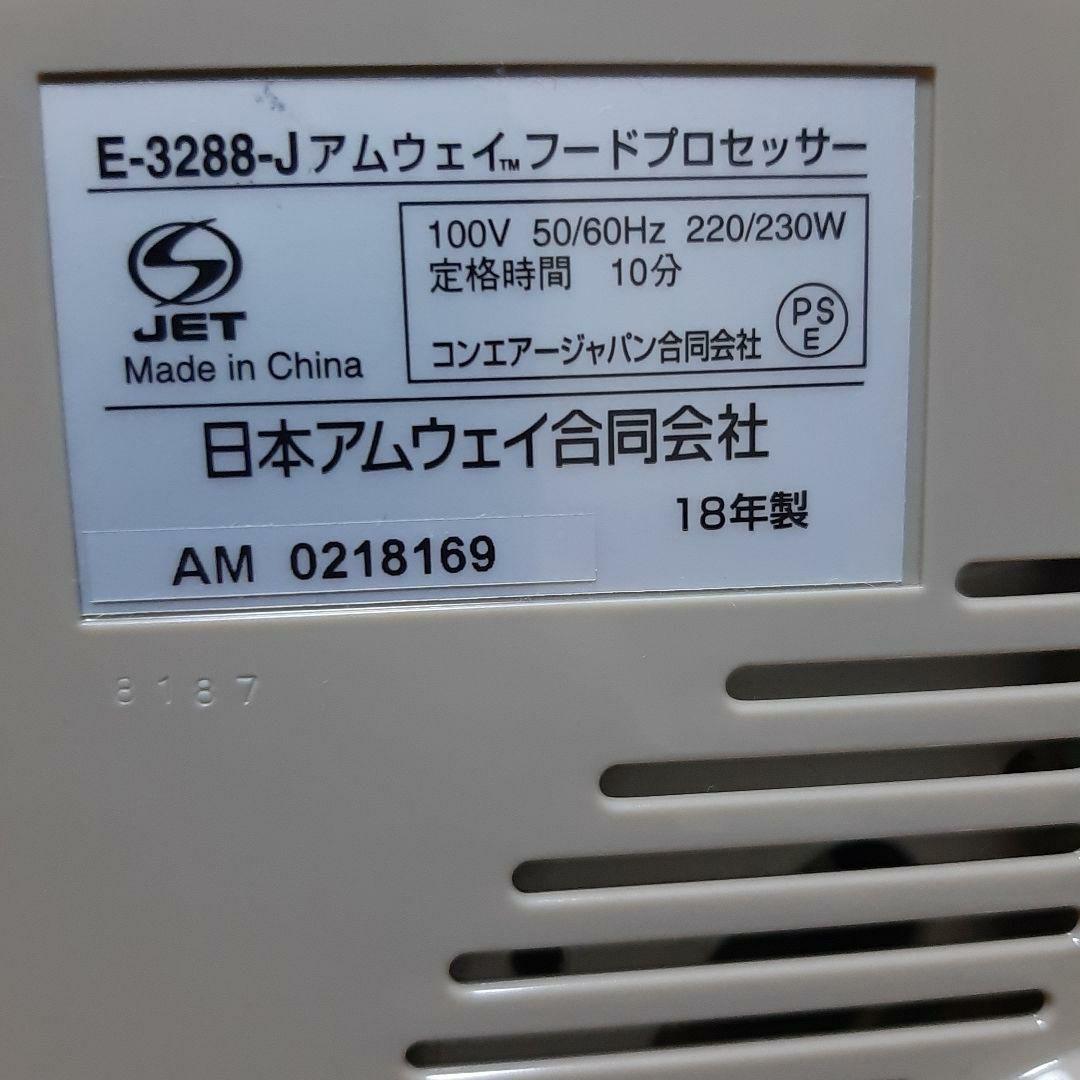 E-3288-J アムウェイ™ フードプロセッサー
JET
Made in China
100V 50/60Hz 220/230W
定格時間 10分
コンエアージャパン合同会社
PS
E
日本アムウェイ合同会社
18年製
AM 0218169
8187